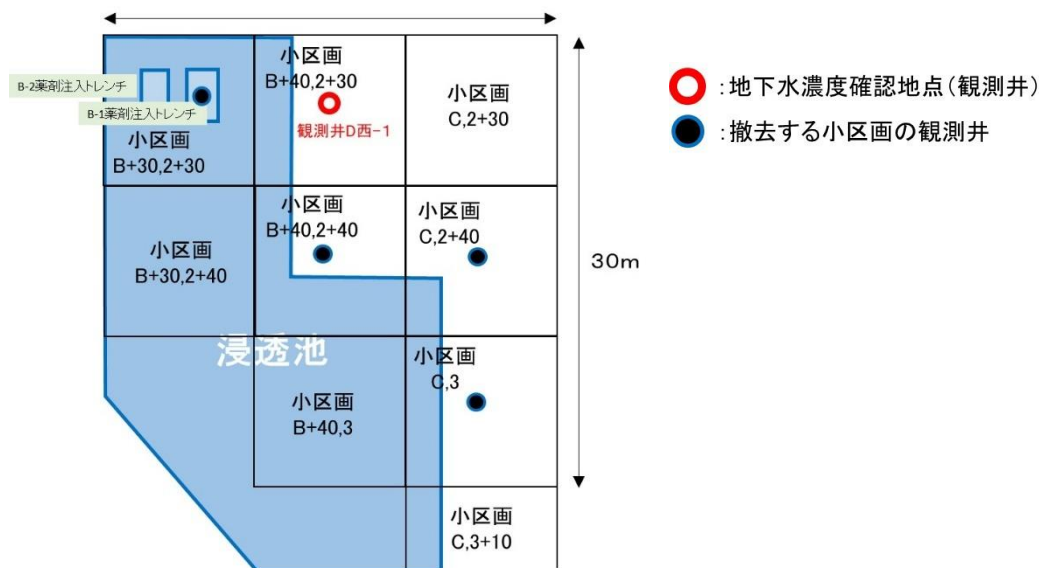 小区画
B+40,2+30
観測井D西-1
小区画
C,2+30
B-2薬剤注入トレンチ
B-1薬剤注入トレンチ
小区画
B+30,2+30
小区画
B+30,2+40
小区画
B+40,2+40
小区画
C,2+40
浸透池
小区画
B+40,3
小区画
C,3
小区画
C,3+10
30m
:地下水濃度確認地点(観測井)
:撤去する小区画の観測井